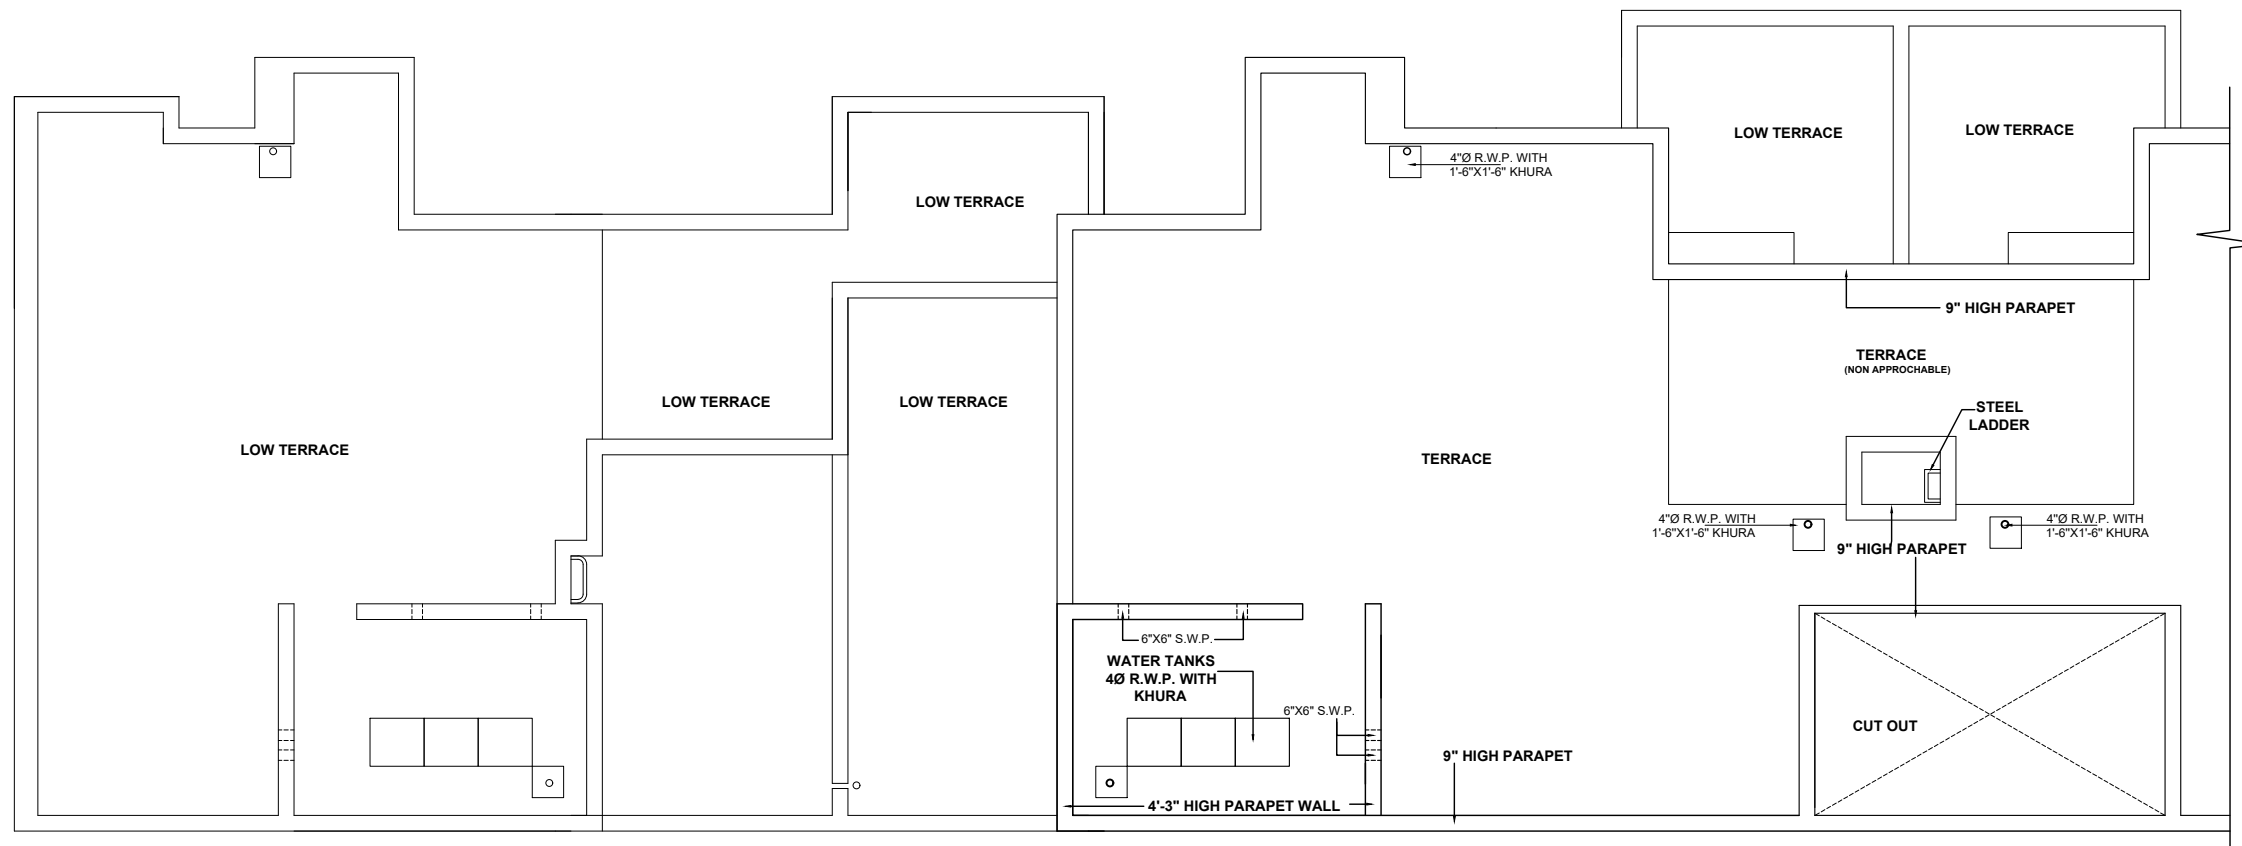 LOW TERRACE
LOW TERRACE
4"Ø R.W.P. WITH
1'-6"X1'-6" KHURA
LOW TERRACE
9" HIGH PARAPET
TERRACE
(NON APPROCHABLE)
LOW TERRACE
LOW TERRACE
STEEL
LADDER
LOW TERRACE
TERRACE
4"Ø R.W.P. WITH
1'-6"X1'-6" KHURA
4"Ø R.W.P. WITH
1'-6"X1'-6" KHURA
9" HIGH PARAPET
6"X6" S.W.P.
WATER TANKS
4Ø R.W.P. WITH
KHURA
6"X6" S.W.P.
CUT OUT
9" HIGH PARAPET
4'-3" HIGH PARAPET WALL